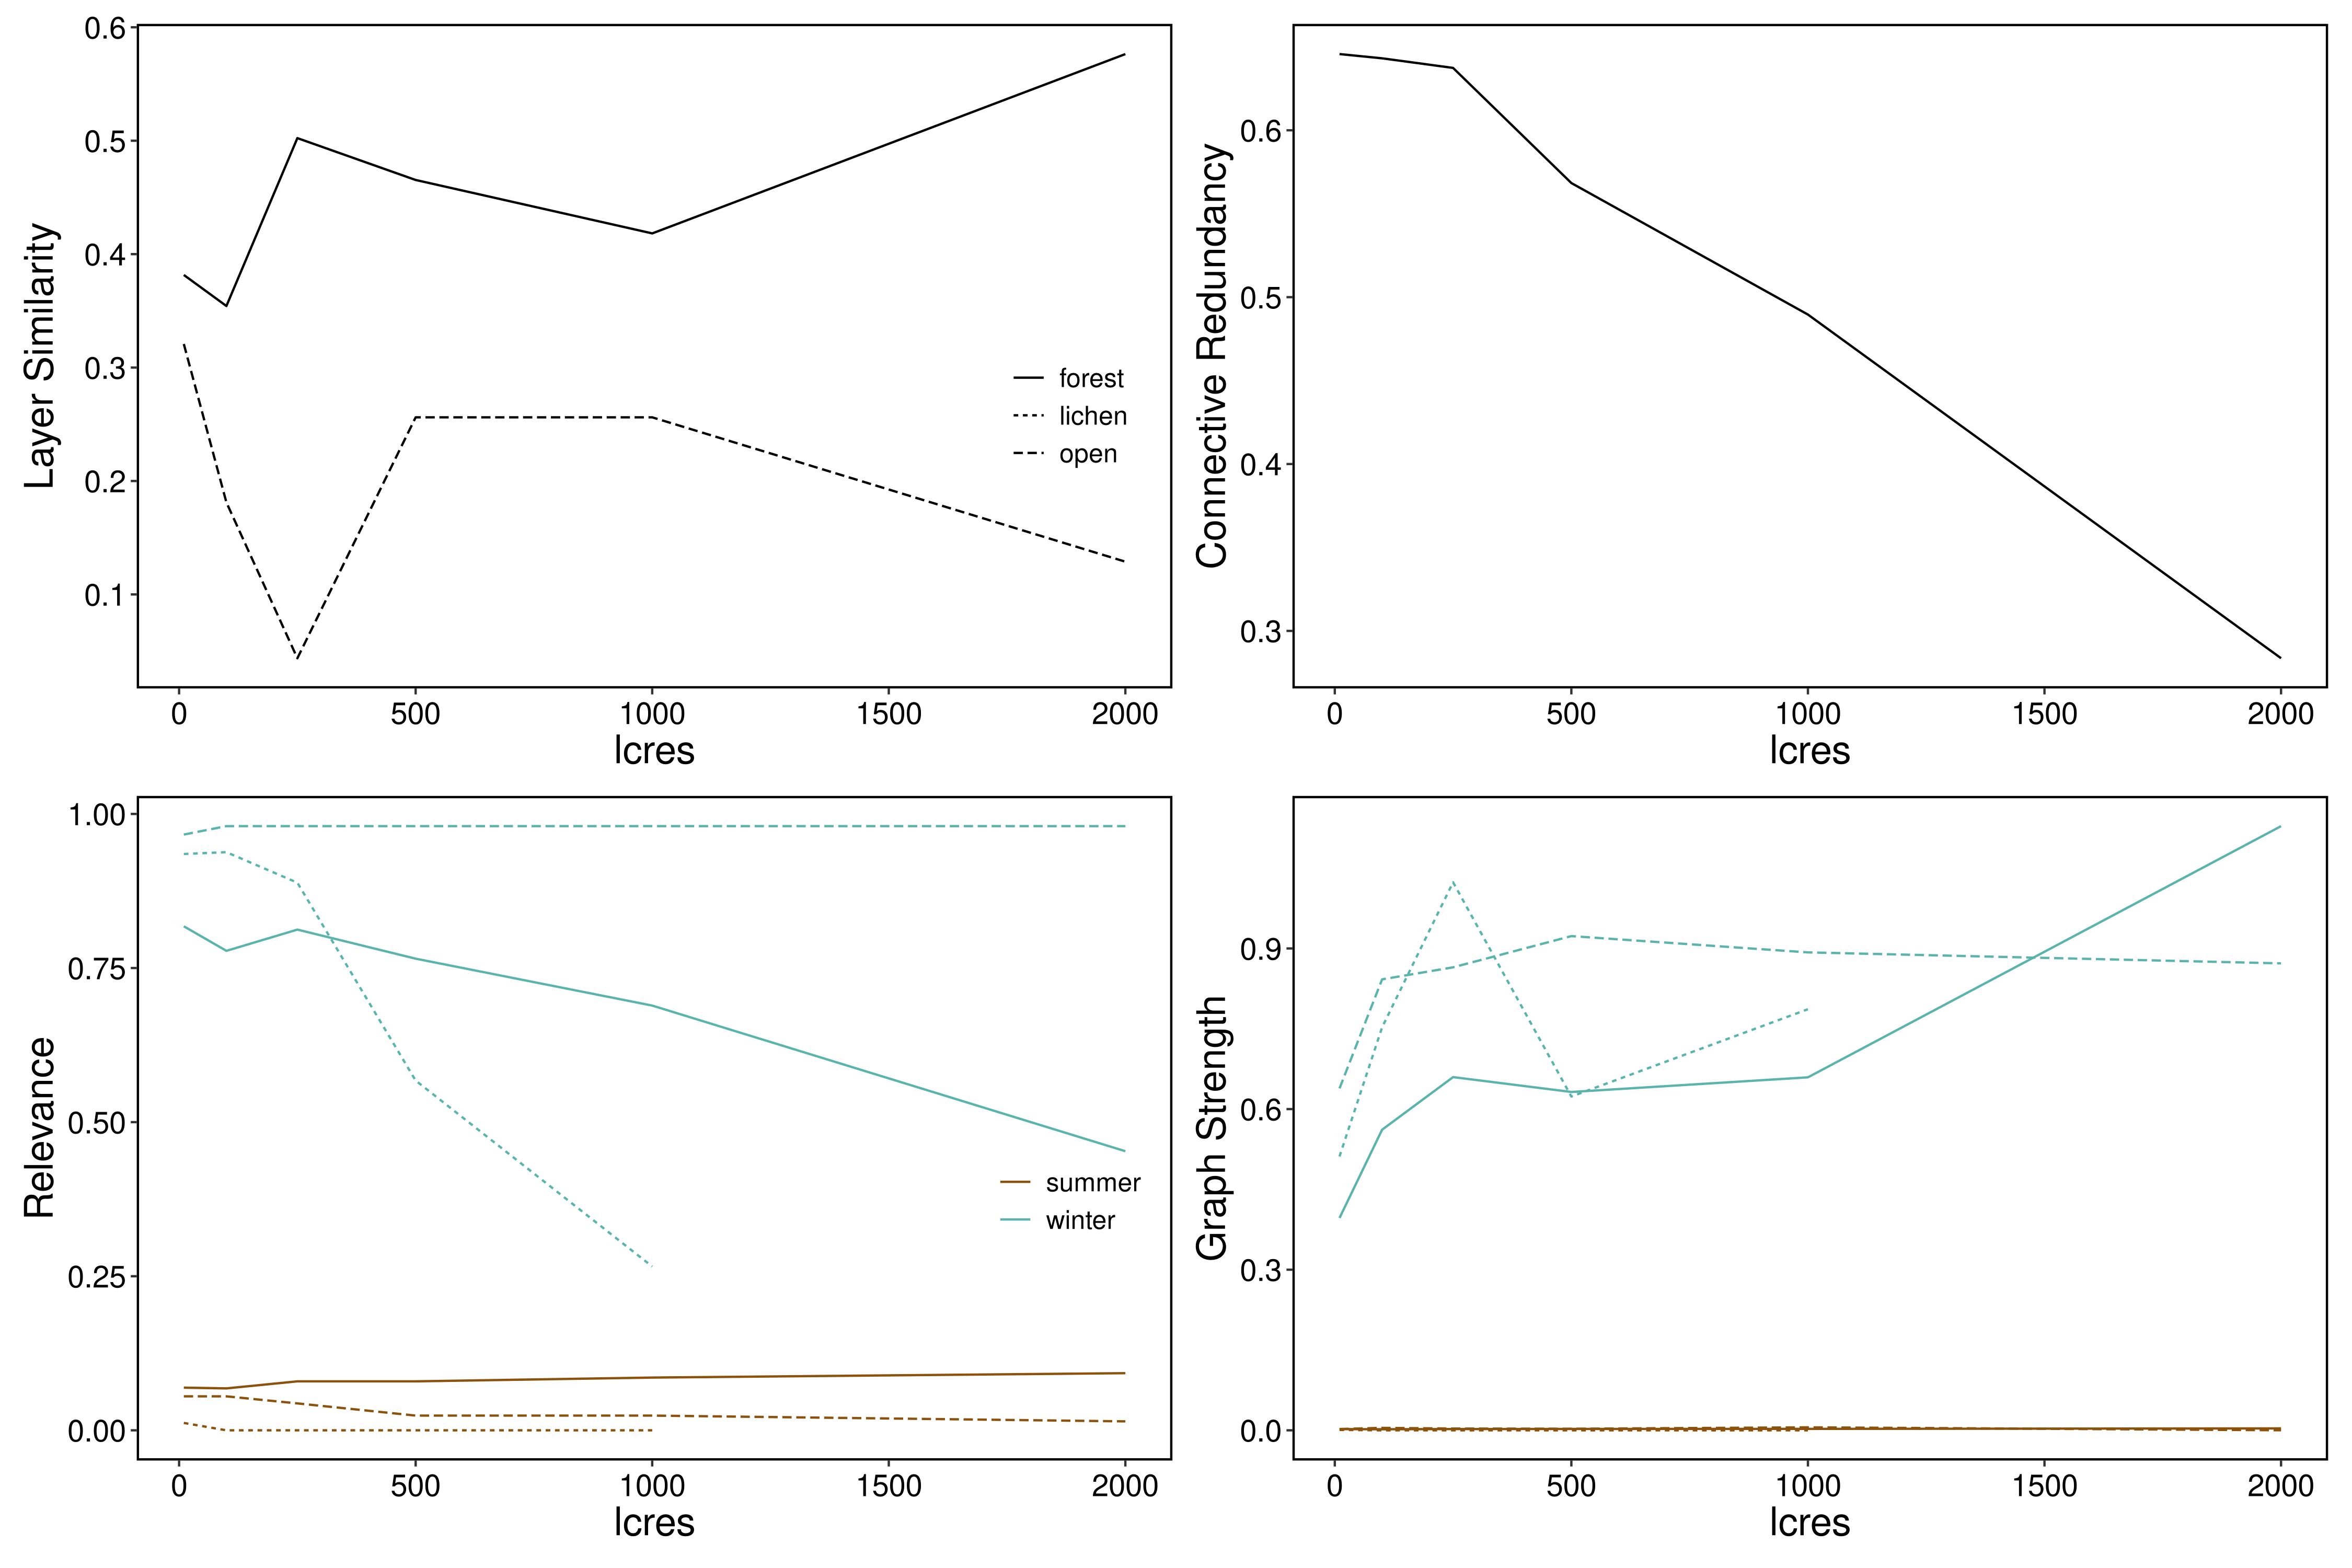 Layer Similarity
0.6
0.5
0.4
0.3
0.2
0.1
forest
lichen
open
0 500 1000 1500 2000
lcres
Connective Redundancy
0.6
0.5
0.4
0.3
0 500 1000 1500 2000
lcres
Relevance
1.00
0.75
0.50
0.25
0.00
summer
winter
0 500 1000 1500 2000
lcres
Graph Strength
0.9
0.6
0.3
0.0
0 500 1000 1500 2000
lcres